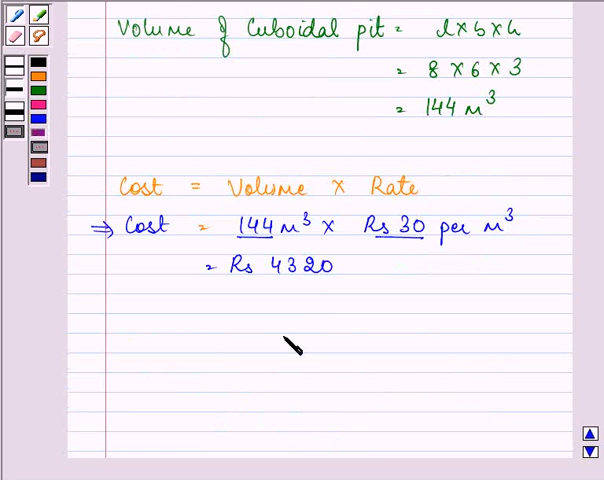 Volume of Cuboidal pit = l × b × h
= 8 × 6 × 3
= 144 m³
Cost = Volume × Rate
⇒ Cost = 144 m³ × Rs 30 per m³
= Rs 4320